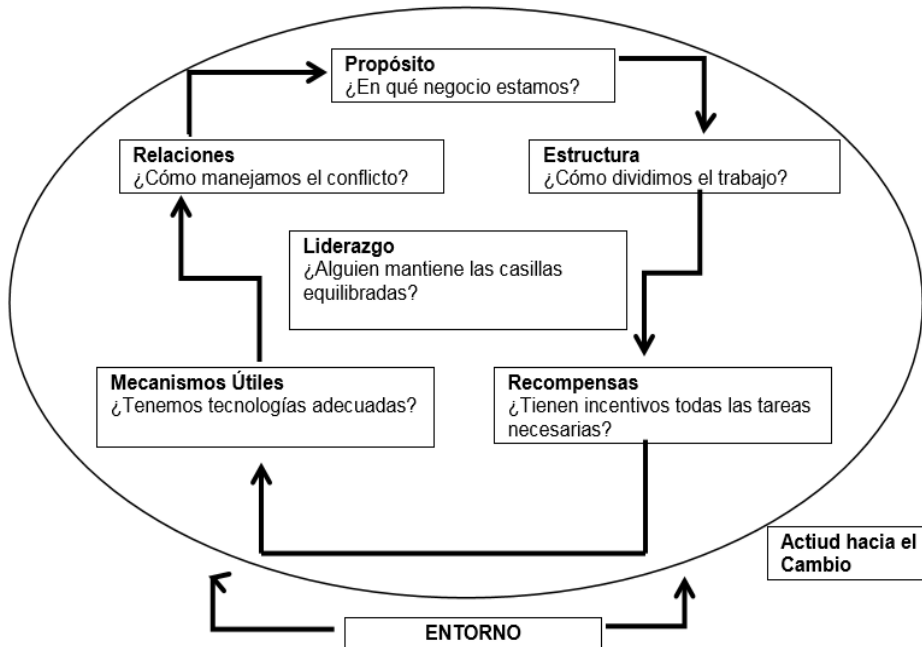 Propósito
¿En qué negocio estamos?
Relaciones
¿Cómo manejamos el conflicto?
Estructura
¿Cómo dividimos el trabajo?
Liderazgo
¿Alguien mantiene las casillas
equilibradas?
Mecanismos Útiles
¿Tenemos tecnologías adecuadas?
Recompensas
¿Tienen incentivos todas las tareas
necesarias?
Actiud hacia el
Cambio
ENTORNO